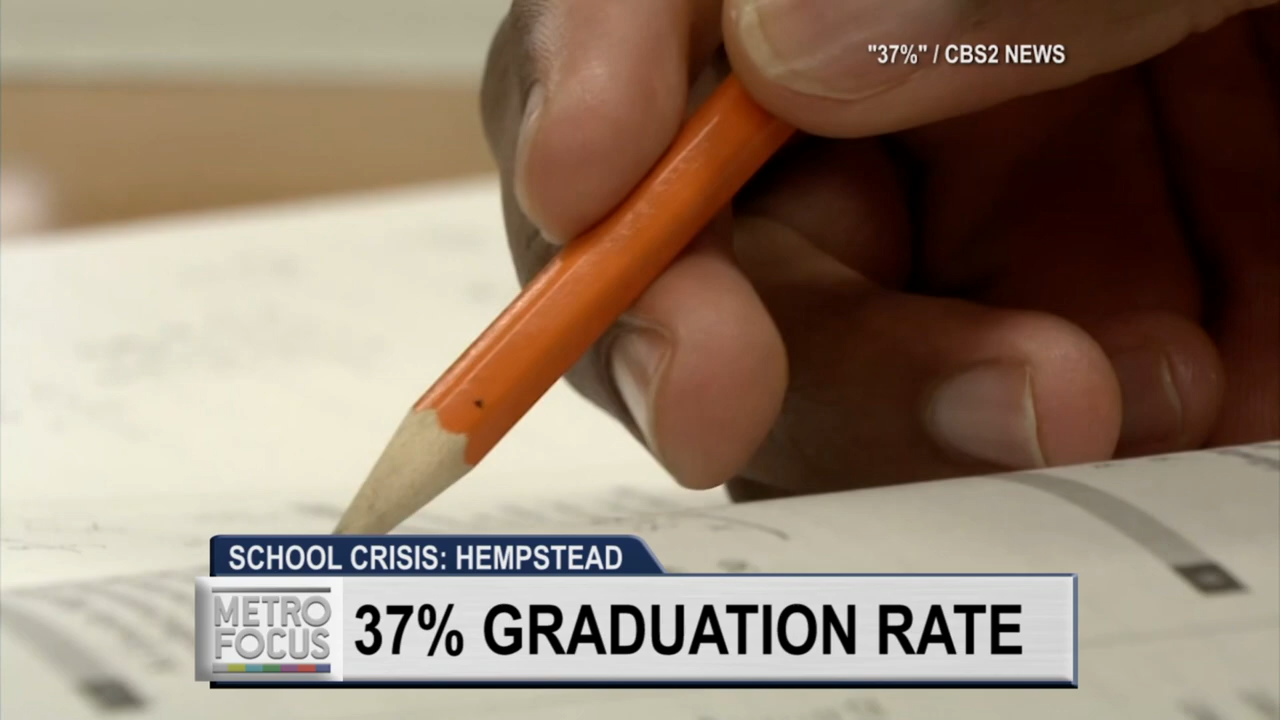 "37%" / CBS2 NEWS
SCHOOL CRISIS: HEMPSTEAD
METRO
FOCUS
37% GRADUATION RATE